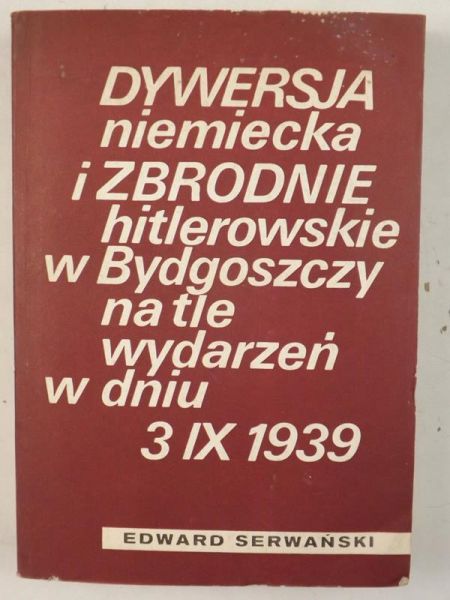 DYWERSJA
niemiecka
i ZBRODNIE
hitlerowskie
w Bydgoszczy
na tle
wydarzeń
w dniu
3 IX 1939
EDWARD SERWAŃSKI